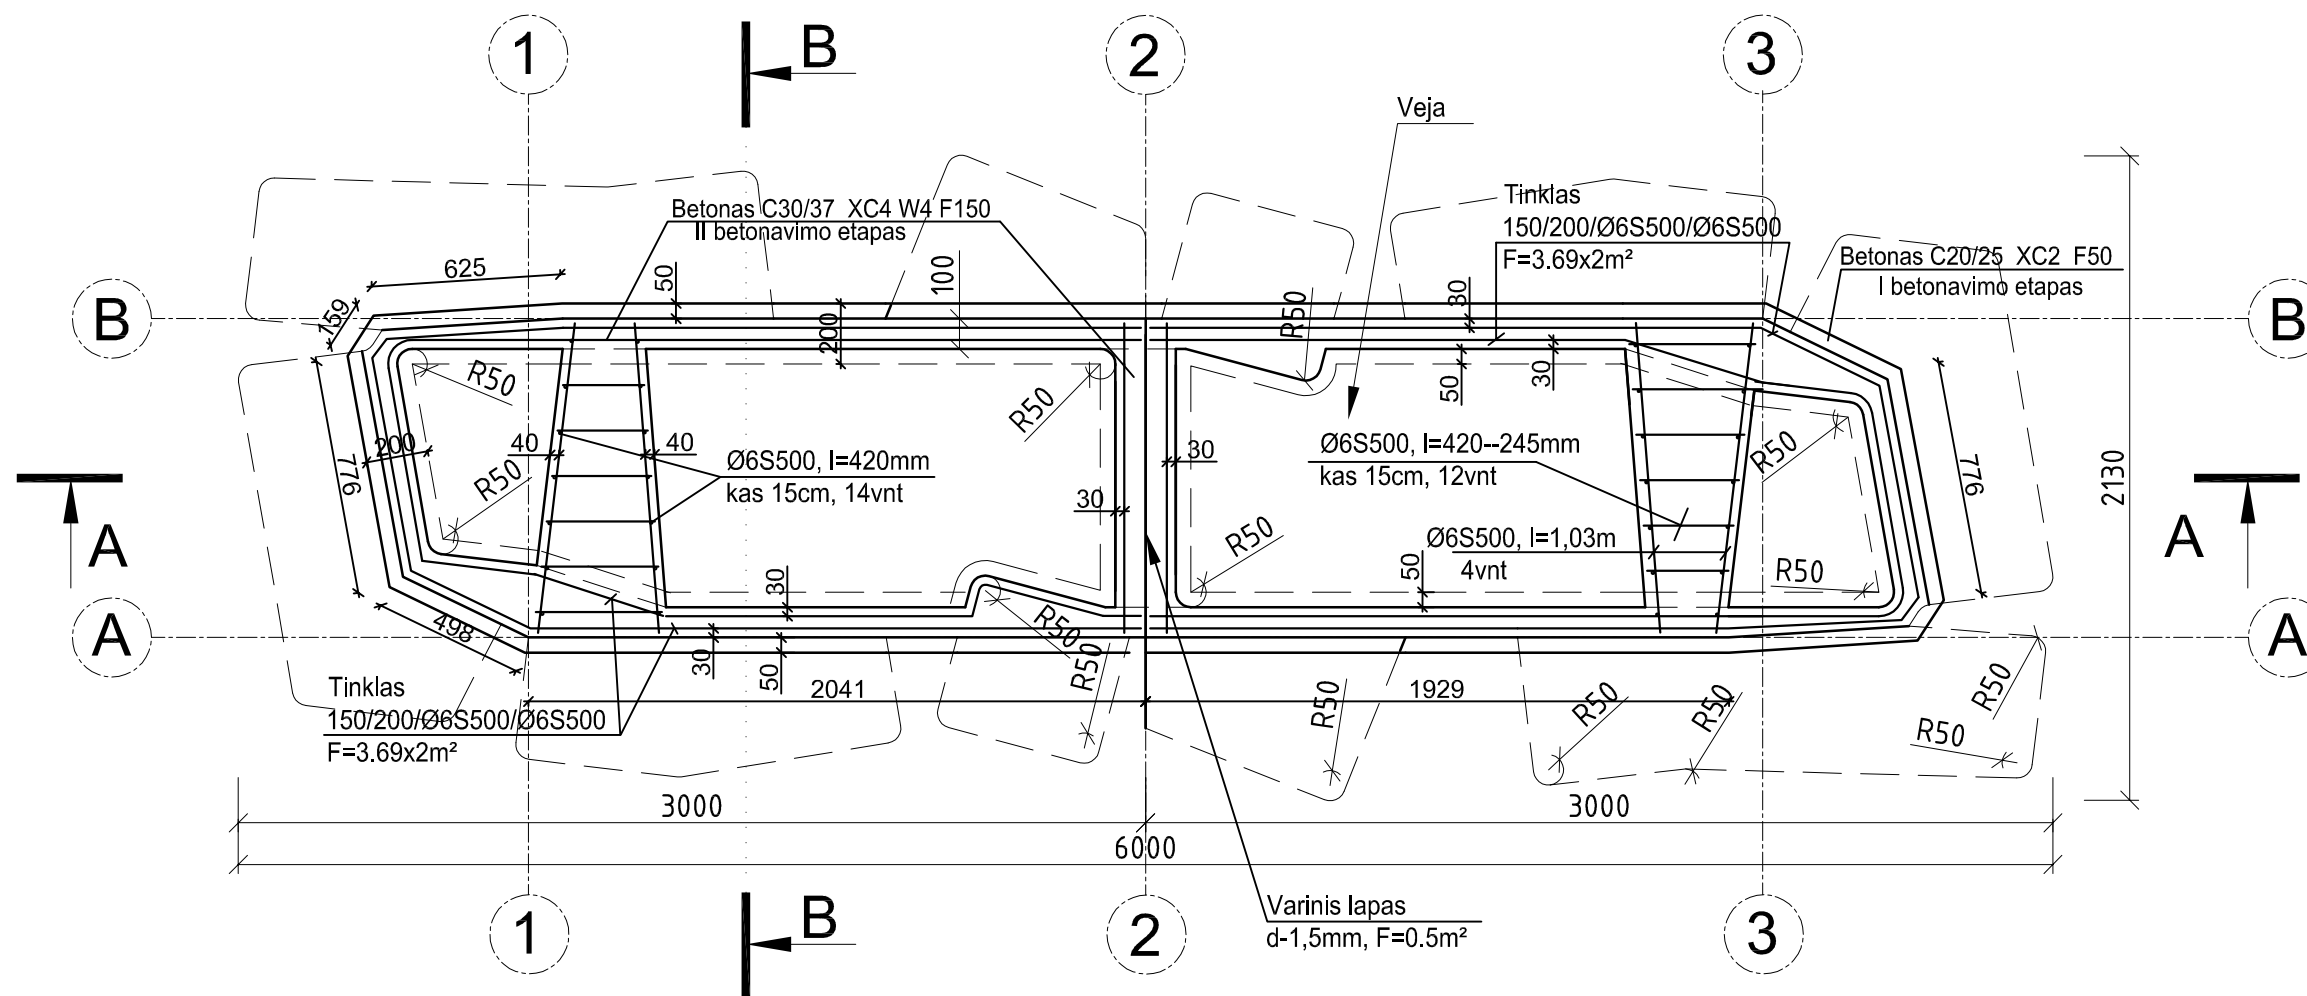 1
B
2
3
Veja
Betonas C30/37 XC4 W4 F150
II betonavimo etapas
Tinklas
150/200/Ø6S500/Ø6S500
F=3.69x2m²
Betonas C20/25 XC2 F50
I betonavimo etapas
625
50
100
30
159
B
B
200
R50
R50
R50
50
30
R50
200
40
40
Ø6S500, l=420mm
kas 15cm, 14vnt
30
Ø6S500, l=420--245mm
kas 15cm, 12vnt
R50
776
776
2130
R50
30
A
A
R50
Ø6S500, l=1,03m
4vnt
50
R50
30
498
A
A
R50
30
50
R50
Tinklas
150/200/Ø6S500/Ø6S500
F=3.69x2m²
2041
1929
R50
R50
R50
R50
R50
3000
3000
6000
Varinis lapas
d-1,5mm, F=0.5m²
1
B
2
3